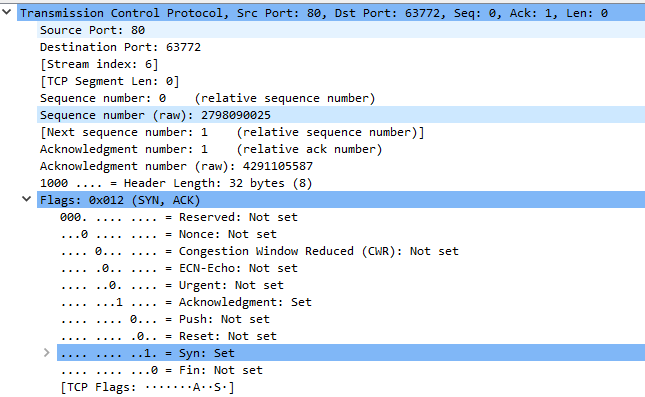 Transmission Control Protocol, Src Port: 80, Dst Port: 63772, Seq: 0, Ack: 1, Len: 0
Source Port: 80
Destination Port: 63772
[Stream index: 6]
[TCP Segment Len: 0]
Sequence number: 0    (relative sequence number)
Sequence number (raw): 2798090025
[Next sequence number: 1    (relative sequence number)]
Acknowledgment number: 1    (relative ack number)
Acknowledgment number (raw): 4291105587
1000 .... = Header Length: 32 bytes (8)
Flags: 0x012 (SYN, ACK)
000. .... .... = Reserved: Not set
...0 .... .... = Nonce: Not set
.... 0... .... = Congestion Window Reduced (CWR): Not set
.... .0.. .... = ECN-Echo: Not set
.... ..0. .... = Urgent: Not set
.... ...1 .... = Acknowledgment: Set
.... .... 0... = Push: Not set
.... .... .0.. = Reset: Not set
.... .... ..1. = Syn: Set
.... .... ...0 = Fin: Not set
[TCP Flags: ·······A··S·]